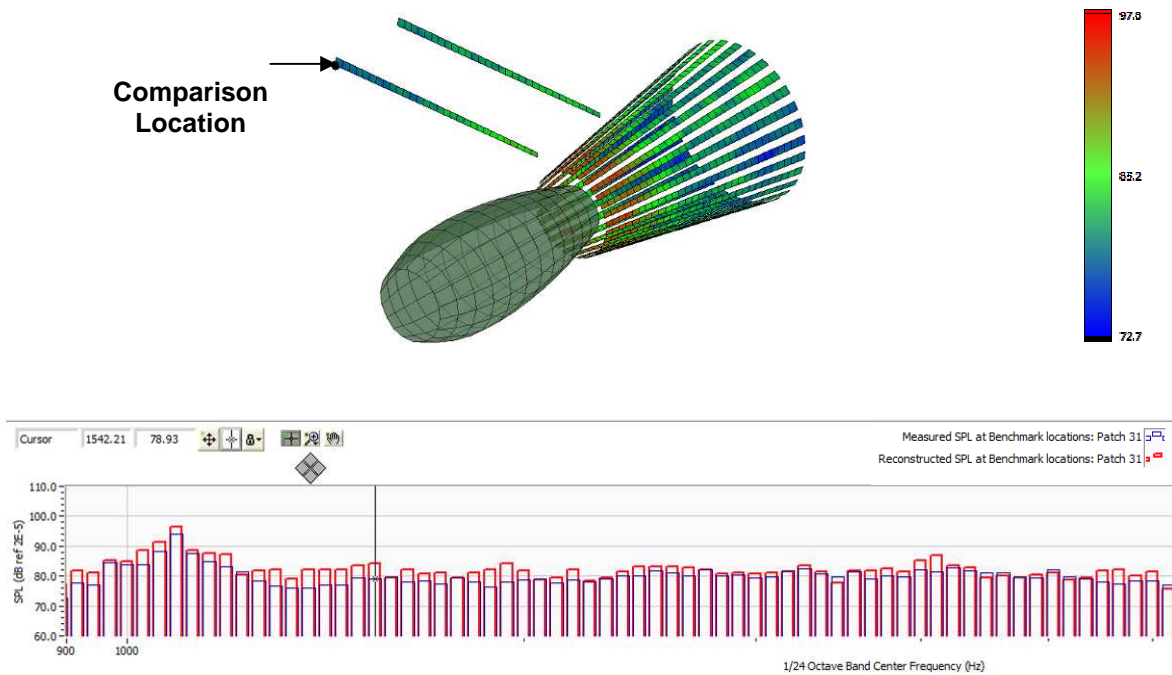 97.3
Comparison
Location
85.2
72.7
Cursor 1542.21 78.93
Measured SPL at Benchmark locations: Patch 31
Reconstructed SPL at Benchmark locations: Patch 31
110.0
100.0
90.0
80.0
70.0
60.0
SPL (dB ref 2E-5)
900 1000
1/24 Octave Band Center Frequency (Hz)